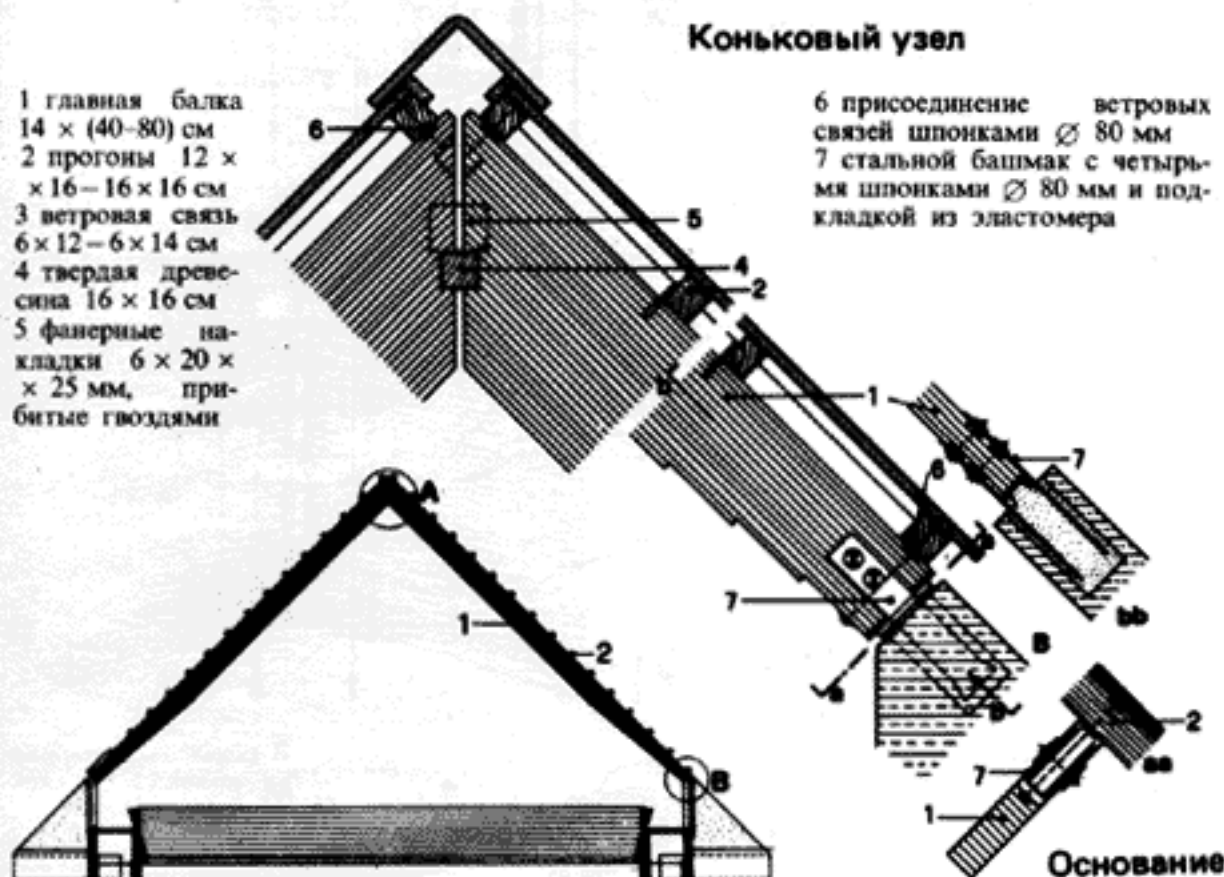 Коньковый узел
1 главная балка
14 × (40–80) см
2 прогоны 12 ×
× 16 – 16 × 16 см
3 ветровая связь
6 × 12 – 6 × 14 см
4 твердая древе-
сина 16 × 16 см
5 фанерные на-
кладки 6 × 20 ×
× 25 мм, при-
битые гвоздями
6 присоединение ветровых
связей шпонками ∅ 80 мм
7 стальной башмак с четырь-
мя шпонками ∅ 80 мм и под-
кладкой из эластомера
6
5
4
2
b
1
7
6
a
7
bb
B
a
b
A
1
2
B
2
7
aa
1
Основание